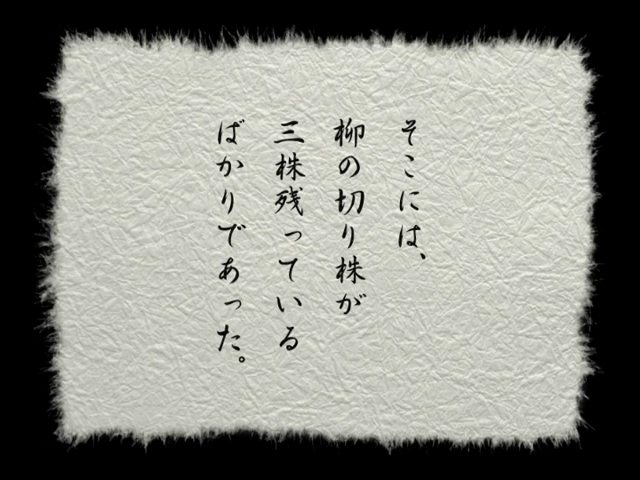 そこには、
柳の切り株が
三株残っている
ばかりであった。